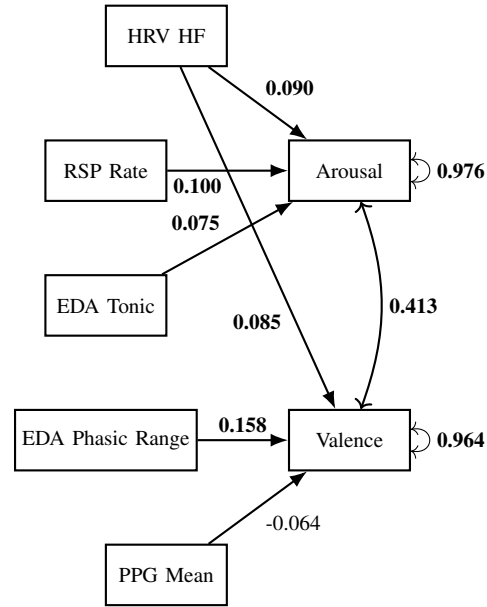 HRV HF
0.090
RSP Rate
0.100
Arousal
0.976
0.075
EDA Tonic
0.085
0.413
EDA Phasic Range
0.158
Valence
0.964
-0.064
PPG Mean